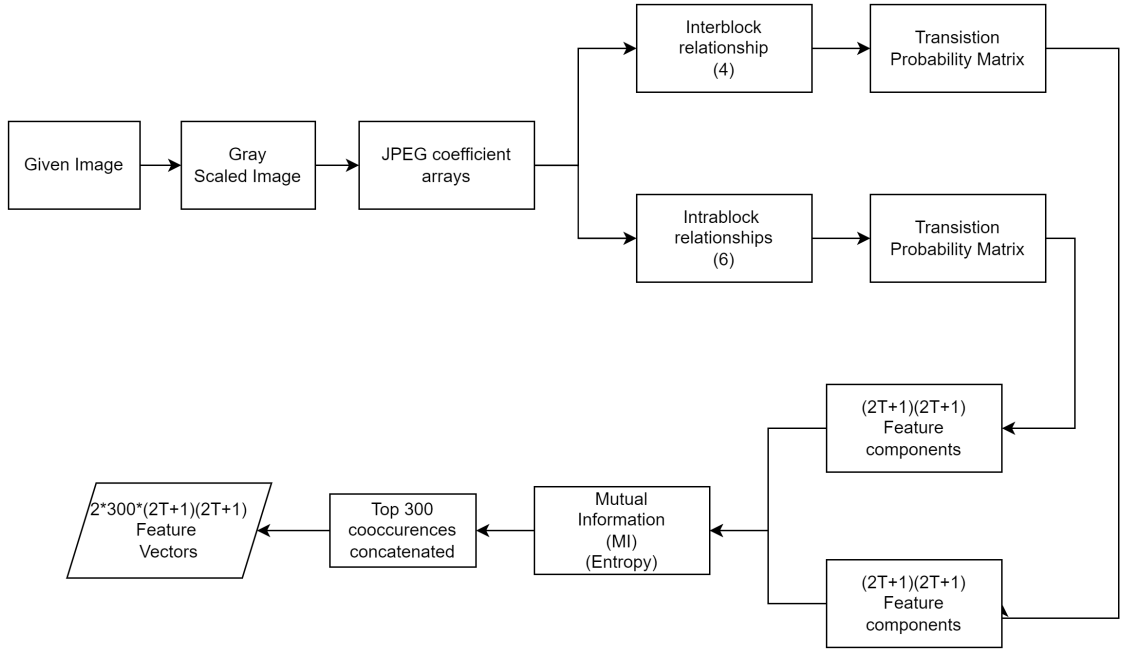 Given Image
Gray
Scaled Image
JPEG coefficient
arrays
Interblock
relationship
(4)
Transistion
Probability Matrix
Intrablock
relationships
(6)
Transistion
Probability Matrix
(2T+1)(2T+1)
Feature
components
(2T+1)(2T+1)
Feature
components
Mutual
Information
(MI)
(Entropy)
Top 300
cooccurences
concatenated
2*300*(2T+1)(2T+1)
Feature
Vectors